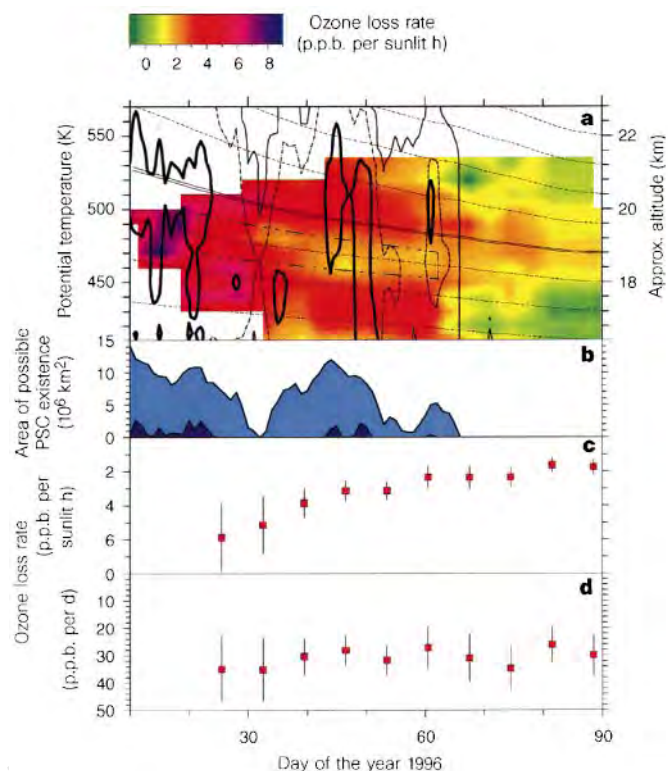 Ozone loss rate
(p.p.b. per sunlit h)
0 2 4 6 8
a
550
500
450
Potential temperature (K)
22
20
18
Approx. altitude (km)
b
15
10
5
0
Area of possible
PSC existence
(10⁶ km²)
c
2
4
6
0
Ozone loss rate
(p.p.b. per
sunlit h)
d
10
20
30
40
50
(p.p.b. per d)
30 60 90
Day of the year 1996